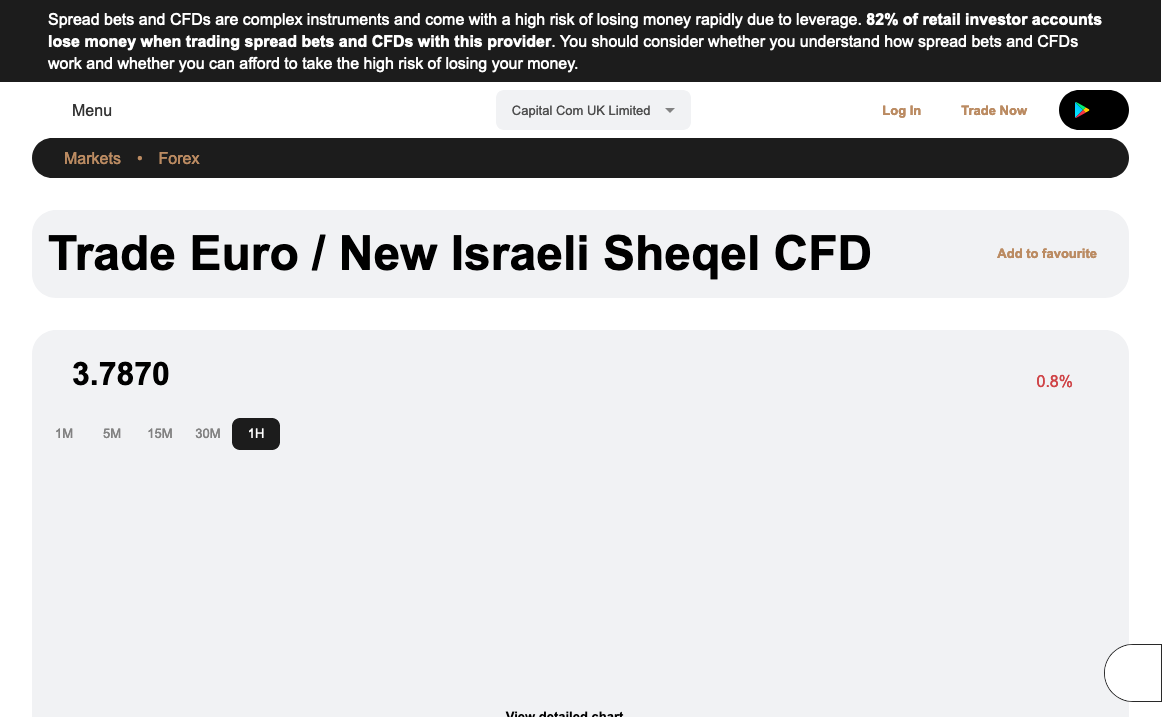 Spread bets and CFDs are complex instruments and come with a high risk of losing money rapidly due to leverage. 82% of retail investor accounts
lose money when trading spread bets and CFDs with this provider. You should consider whether you understand how spread bets and CFDs
work and whether you can afford to take the high risk of losing your money.
Menu
Capital Com UK Limited
Log In
Trade Now
Markets • Forex
Trade Euro / New Israeli Sheqel CFD
Add to favourite
3.7870
0.8%
1M 5M 15M 30M 1H
View detailed chart